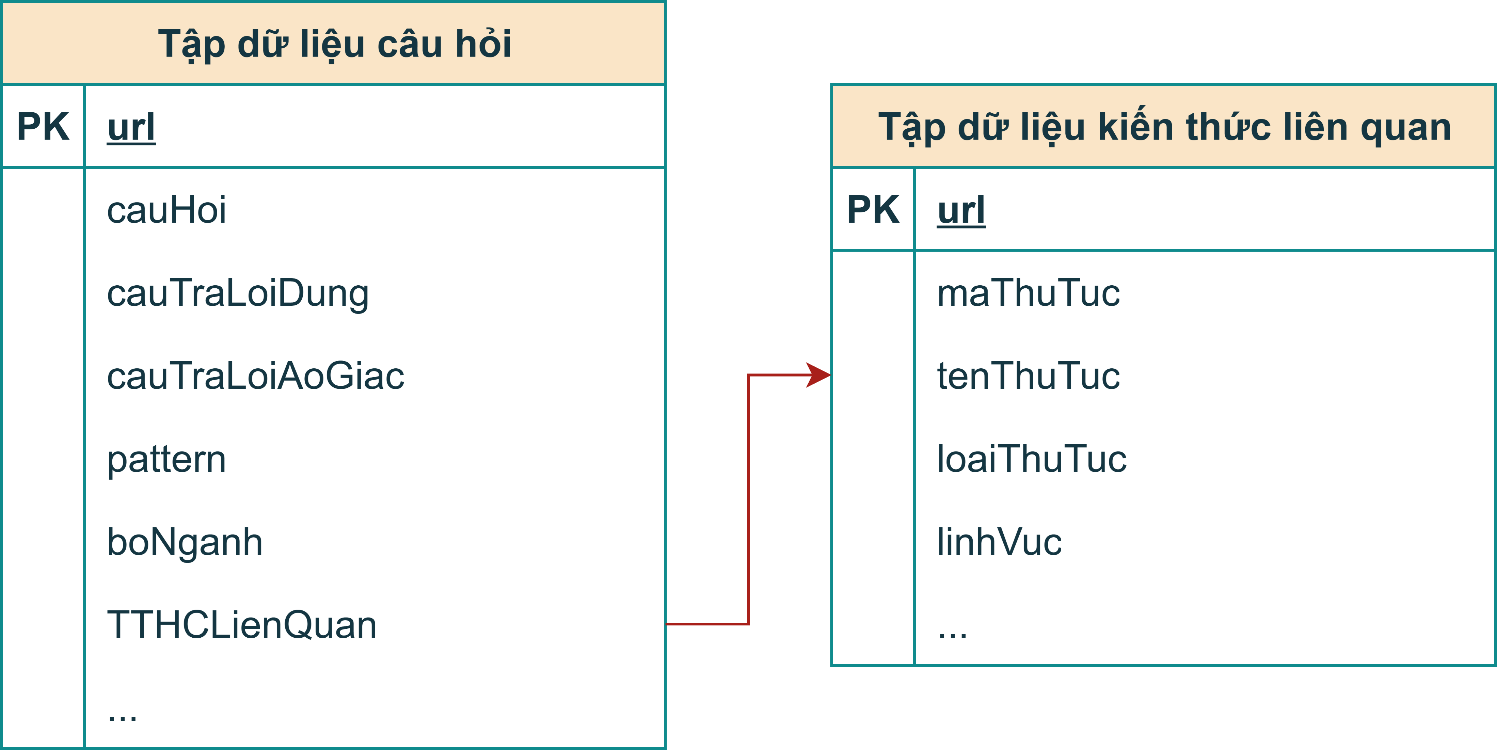 Tập dữ liệu câu hỏi
PK url
cauHoi
cauTraLoiDung
cauTraLoiAoGiac
pattern
boNganh
TTHCLienQuan
...
Tập dữ liệu kiến thức liên quan
PK url
maThuTuc
tenThuTuc
loaiThuTuc
linhVuc
...